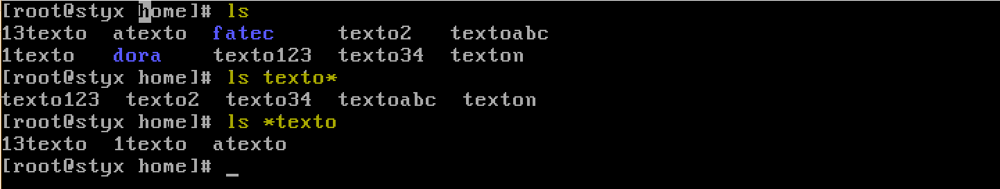 [root@styx home]# ls
13texto  atexto  fatec     texto2   textoabc
1texto   dora    texto123  texto34  texton
[root@styx home]# ls texto*
texto123  texto2  texto34  textoabc  texton
[root@styx home]# ls *texto
13texto  1texto  atexto
[root@styx home]# _